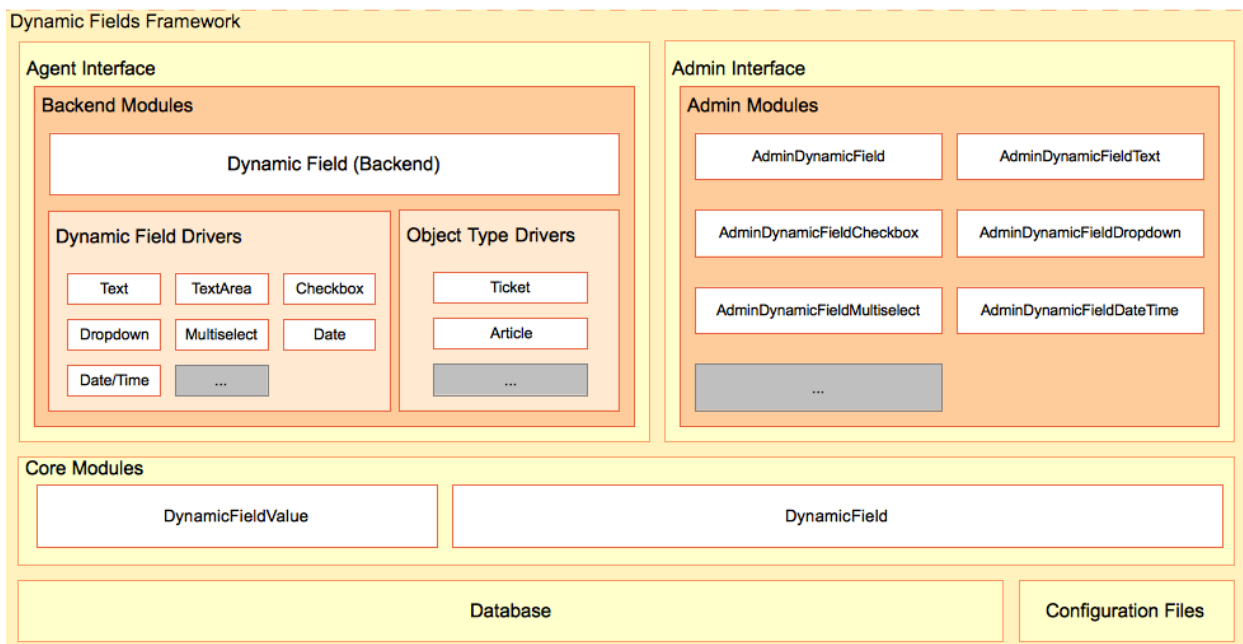 Dynamic Fields Framework
Agent Interface
Backend Modules
Dynamic Field (Backend)
Dynamic Field Drivers
Text
TextArea
Checkbox
Dropdown
Multiselect
Date
Date/Time
...
Object Type Drivers
Ticket
Article
...
Admin Interface
Admin Modules
AdminDynamicField
AdminDynamicFieldText
AdminDynamicFieldCheckbox
AdminDynamicFieldDropdown
AdminDynamicFieldMultiselect
AdminDynamicFieldDateTime
...
Core Modules
DynamicFieldValue
DynamicField
Database
Configuration Files